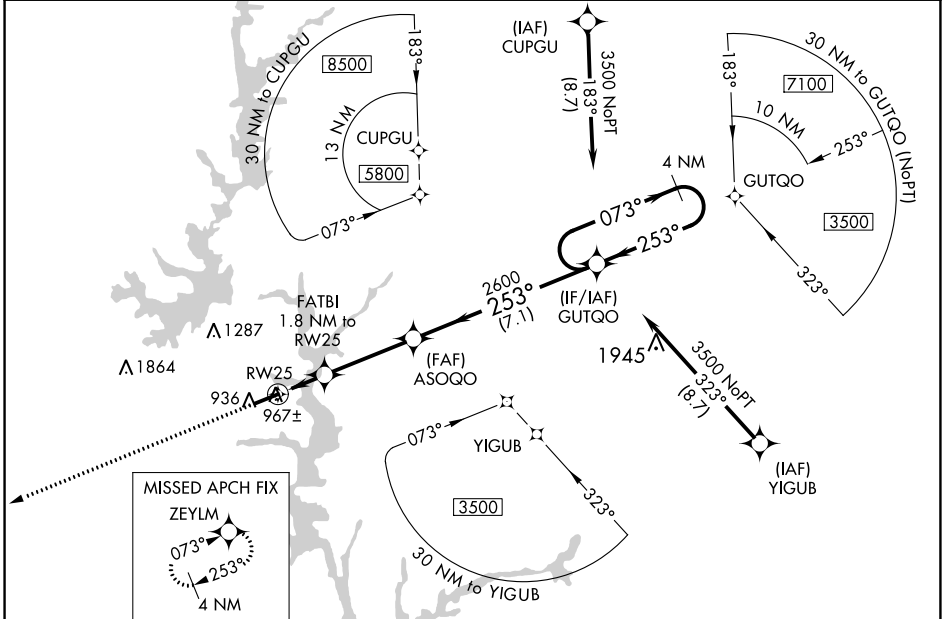 30 NM to CUPGU
8500
183°
13 NM
CUPGU
5800
073°
(IAF)
CUPGU
3500 NoPT
183°
(8.7)
30 NM to GUTQO (NoPT)
7100
183°
10 NM
253°
GUTQO
3500
323°
4 NM
073°
253°
(IF/IAF)
GUTQO
2600
253°
(7.1)
FATBI
1.8 NM to
RW25
(FAF)
ASOQO
1287
1864
RW25
936
967±
1945
3500 NoPT
323°
(8.7)
(IAF)
YIGUB
073°
YIGUB
323°
3500
30 NM to YIGUB
MISSED APCH FIX
ZEYLM
073°
253°
4 NM